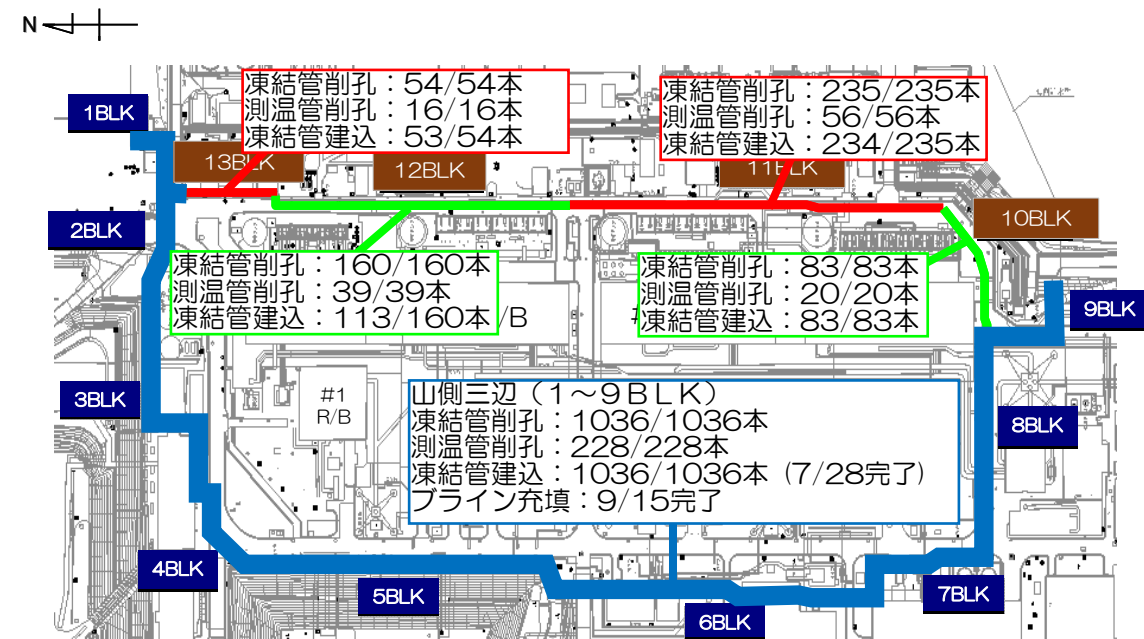 N
1BLK
凍結管削孔：54/54本
測温管削孔：16/16本
凍結管建込：53/54本
凍結管削孔：235/235本
測温管削孔：56/56本
凍結管建込：234/235本
13BLK
12BLK
11BLK
10BLK
2BLK
凍結管削孔：160/160本
測温管削孔：39/39本
凍結管建込：113/160本
/B
凍結管削孔：83/83本
測温管削孔：20/20本
凍結管建込：83/83本
9BLK
3BLK
#1
R/B
山側三辺（1～9ＢＬＫ）
凍結管削孔：1036/1036本
測温管削孔：228/228本
凍結管建込：1036/1036本（7/28完了）
ブライン充填：9/15完了
8BLK
4BLK
5BLK
7BLK
6BLK